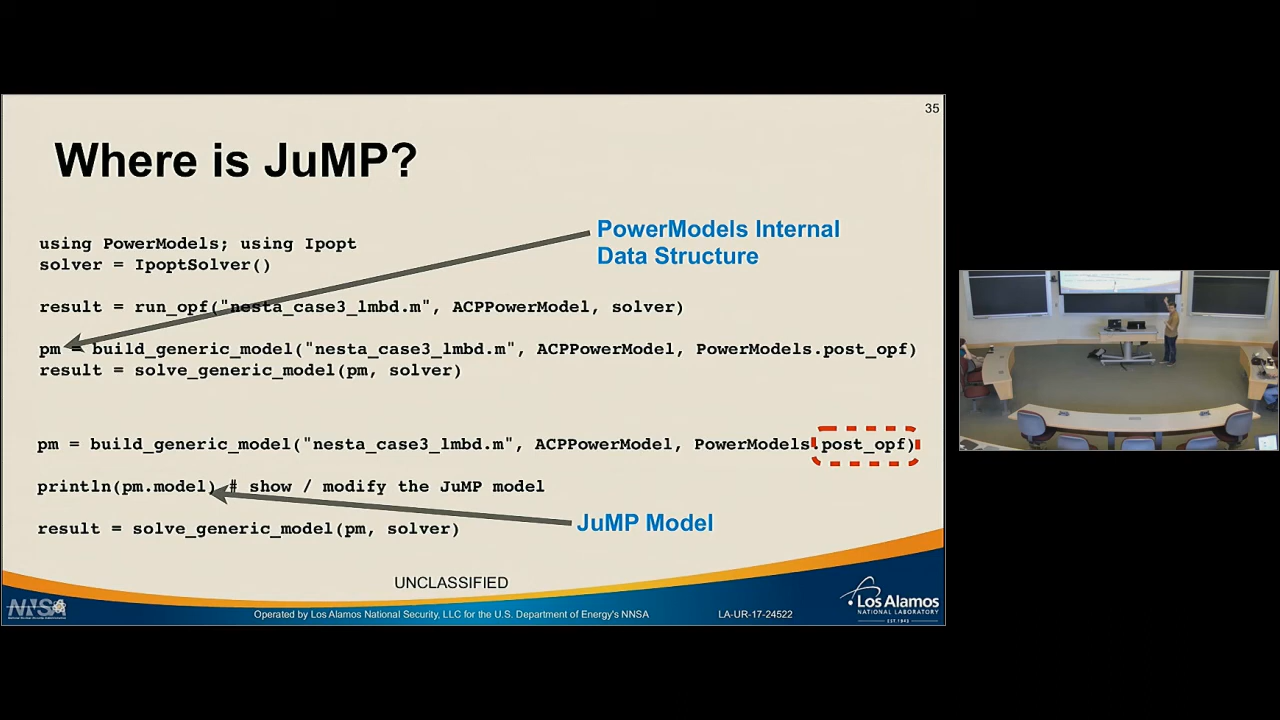 35
Where is JuMP?
PowerModels Internal
Data Structure
using PowerModels; using Ipopt
solver = IpoptSolver()
result = run_opf("nesta_case3_lmbd.m", ACPPowerModel, solver)
pm = build_generic_model("nesta_case3_lmbd.m", ACPPowerModel, PowerModels.post_opf)
result = solve_generic_model(pm, solver)
pm = build_generic_model("nesta_case3_lmbd.m", ACPPowerModel, PowerModels.post_opf)
println(pm.model) # show / modify the JuMP model
JuMP Model
result = solve_generic_model(pm, solver)
UNCLASSIFIED
NNSA
Operated by Los Alamos National Security, LLC for the U.S. Department of Energy's NNSA
LA-UR-17-24522
Los Alamos
NATIONAL LABORATORY
EST.1943